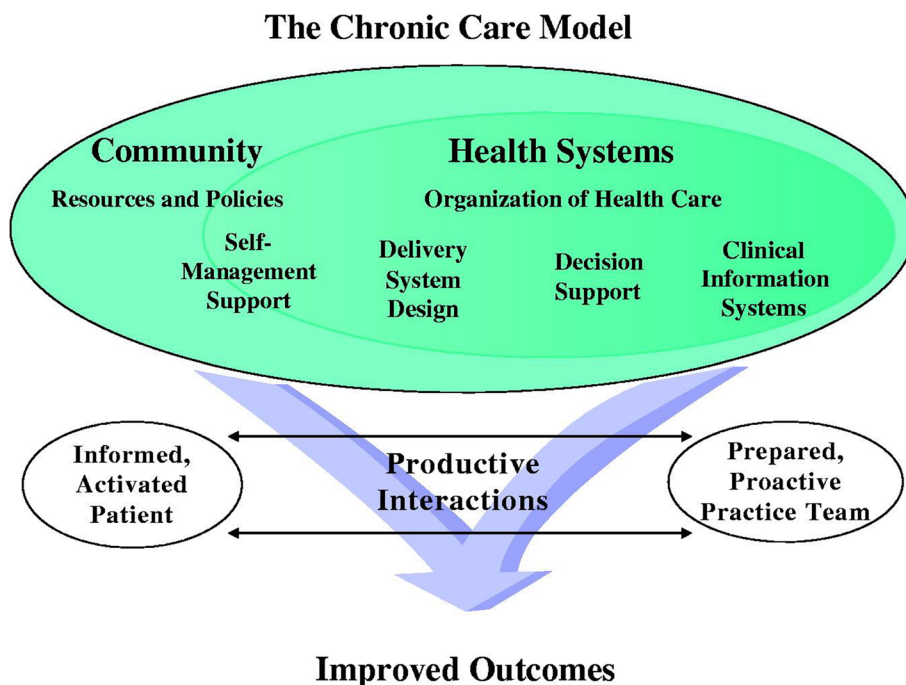 The Chronic Care Model
Community
Health Systems
Resources and Policies
Organization of Health Care
Self-
Management
Support
Delivery
System
Design
Decision
Support
Clinical
Information
Systems
Informed,
Activated
Patient
Productive
Interactions
Prepared,
Proactive
Practice Team
Improved Outcomes